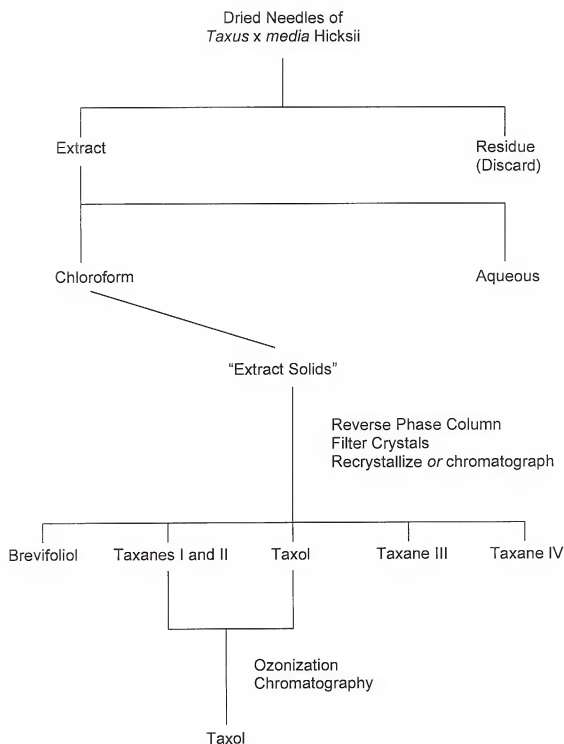 Dried Needles of
Taxus x media Hicksii
Extract
Residue
(Discard)
Chloroform
Aqueous
“Extract Solids”
Reverse Phase Column
Filter Crystals
Recrystallize or chromatograph
Brevifoliol
Taxanes I and II
Taxol
Taxane III
Taxane IV
Ozonization
Chromatography
Taxol